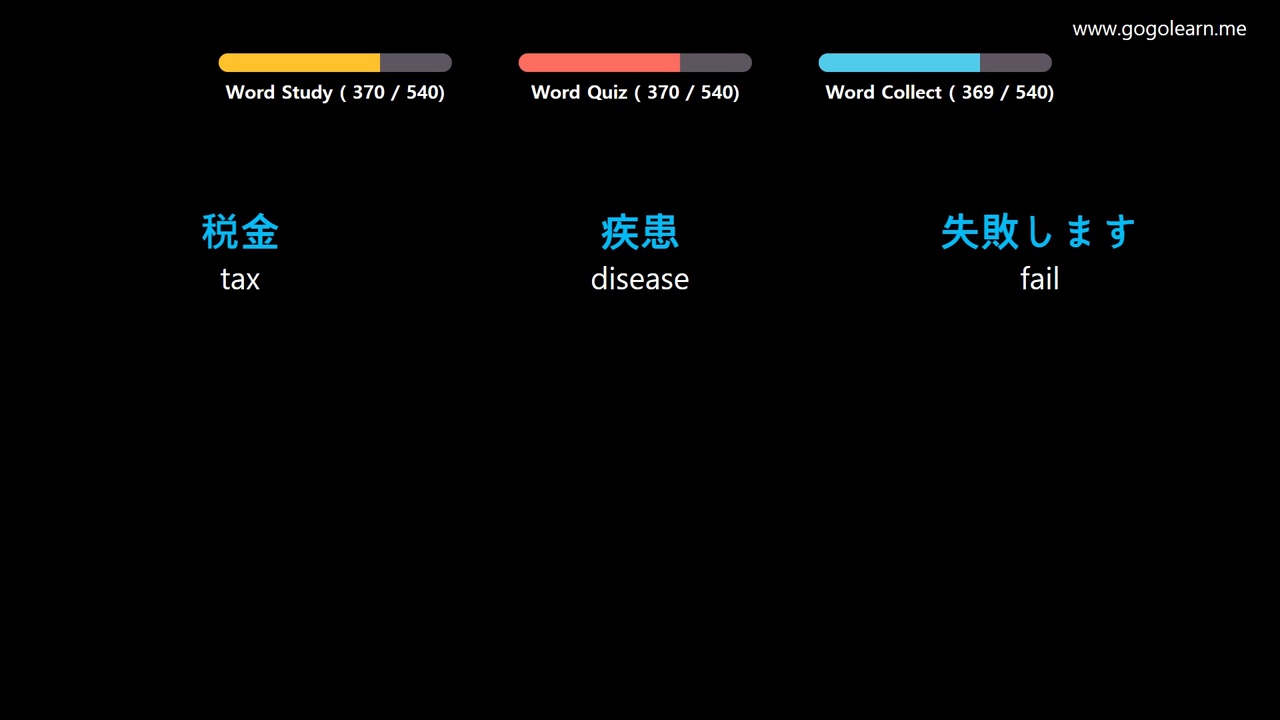 www.gogolearn.me
Word Study ( 370 / 540)
Word Quiz ( 370 / 540)
Word Collect ( 369 / 540)
税金
tax
疾患
disease
失敗します
fail